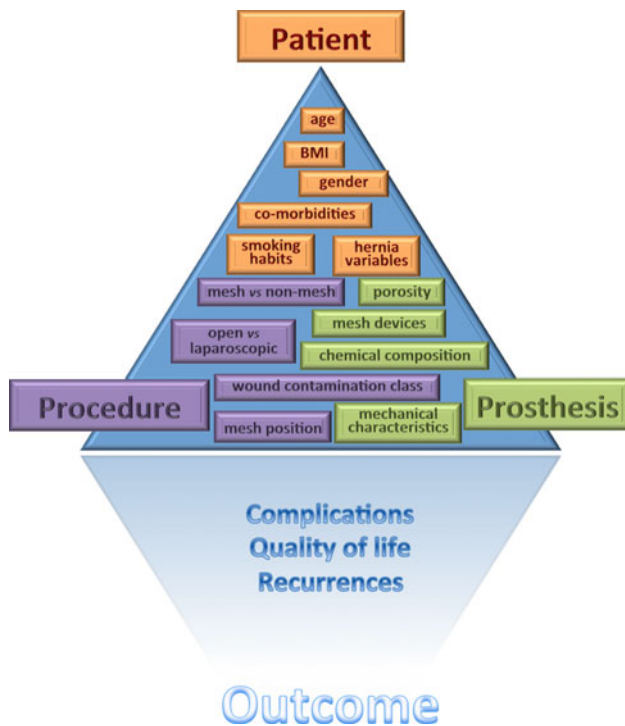 Patient
age
BMI
gender
co-morbidities
smoking
habits
hernia
variables
mesh vs non-mesh
porosity
open vs
laparoscopic
mesh devices
chemical composition
Procedure
wound contamination class
Prosthesis
mesh position
mechanical
characteristics
Complications
Quality of life
Recurrences
Outcome